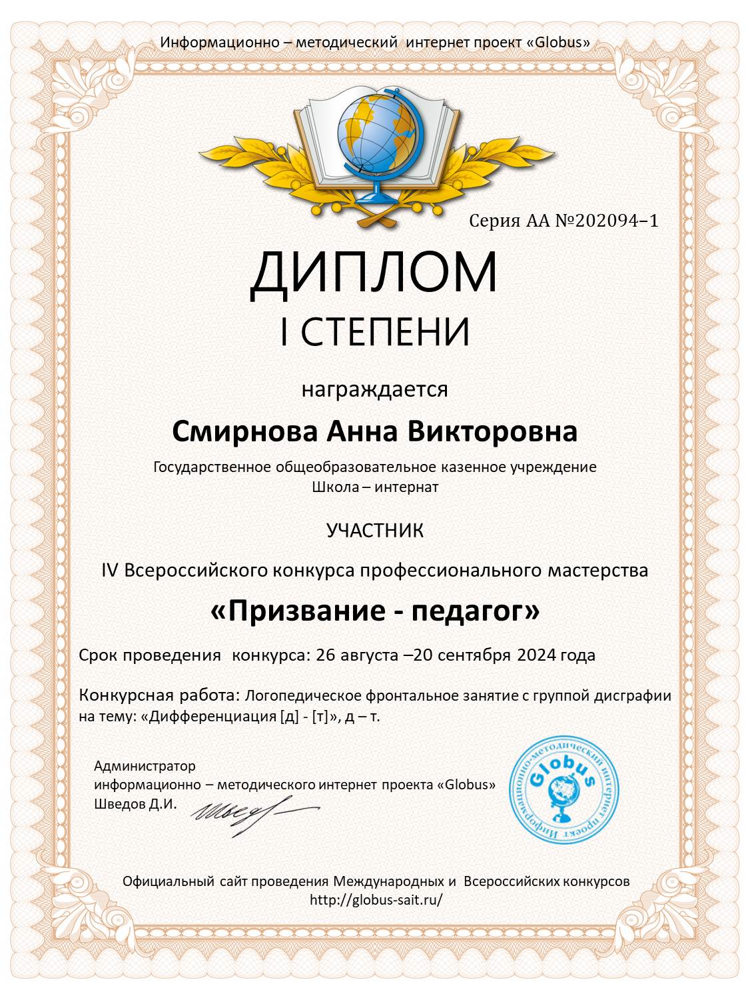 Информационно – методический интернет проект «Globus»
Серия АА №202094–1
ДИПЛОМ
I СТЕПЕНИ
награждается
Смирнова Анна Викторовна
Государственное общеобразовательное казенное учреждение
Школа – интернат
УЧАСТНИК
IV Всероссийского конкурса профессионального мастерства
«Призвание - педагог»
Срок проведения конкурса: 26 августа –20 сентября 2024 года
Конкурсная работа: Логопедическое фронтальное занятие с группой дисграфии
на тему: «Дифференциация [д] - [т]», д – т.
Администратор
информационно – методического интернет проекта «Globus»
Шведов Д.И.
Информационно-методический интернет проект
Globus
Официальный сайт проведения Международных и Всероссийских конкурсов
http://globus-sait.ru/